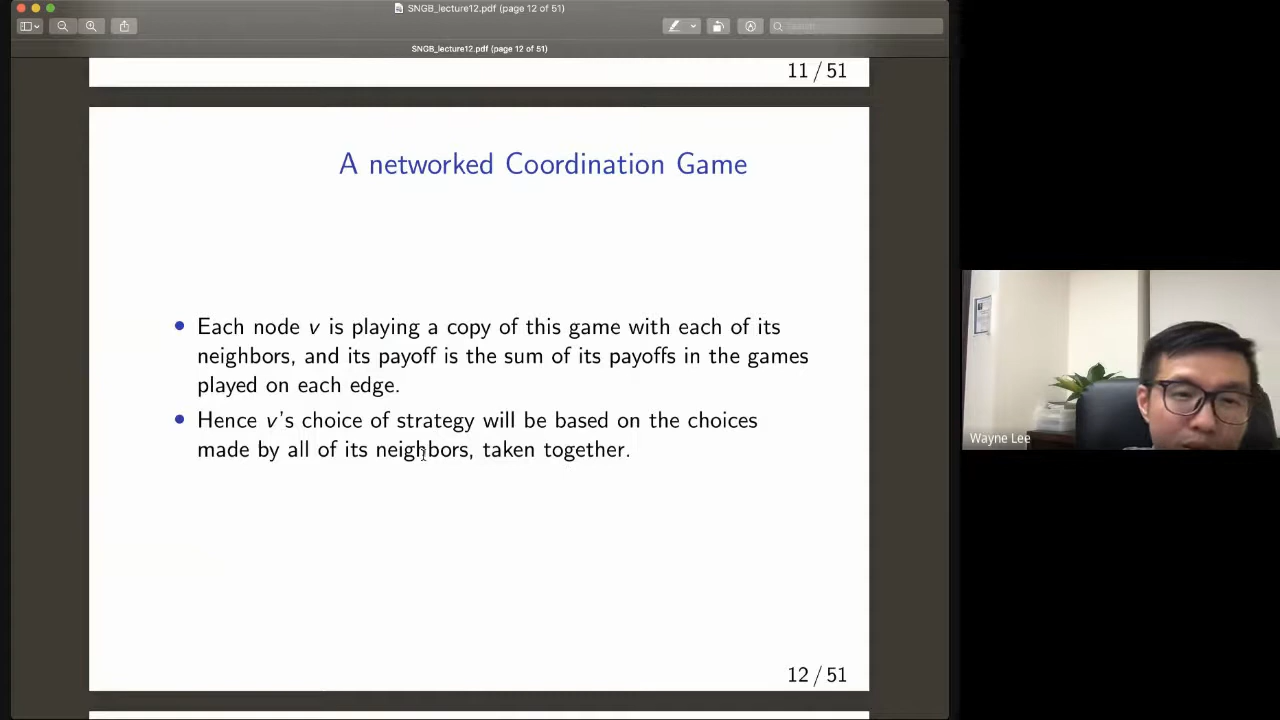 SNGB_lecture12.pdf (page 12 of 51)
Search
SNGB_lecture12.pdf (page 12 of 51)
11 / 51
A networked Coordination Game
• Each node v is playing a copy of this game with each of its
neighbors, and its payoff is the sum of its payoffs in the games
played on each edge.
• Hence v's choice of strategy will be based on the choices
made by all of its neighbors, taken together.
12 / 51
Wayne Lee